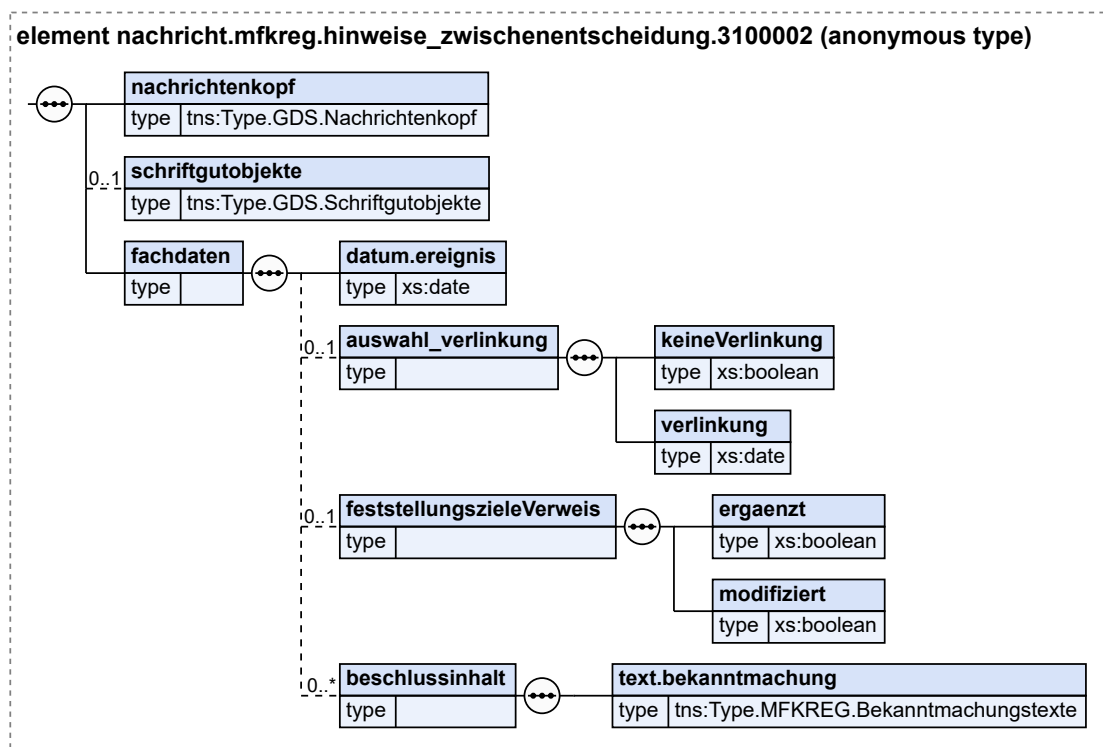 element nachricht.mfkreg.hinweise_zwischenentscheidung.3100002 (anonymous type)
nachrichtenkopf
type tns:Type.GDS.Nachrichtenkopf
0..1 schriftgutobjekte
type tns:Type.GDS.Schriftgutobjekte
fachdaten
type
datum.ereignis
type xs:date
0..1 auswahl_verlinkung
type
keineVerlinkung
type xs:boolean
verlinkung
type xs:date
0..1 feststellungszieleVerweis
type
ergaenzt
type xs:boolean
modifiziert
type xs:boolean
0..* beschlussinhalt
type
text.bekanntmachung
type tns:Type.MFKREG.Bekanntmachungstexte